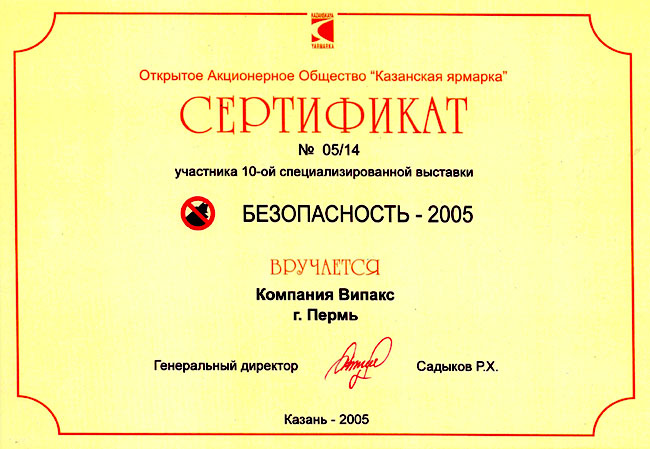 КАЗАНСКАЯ
ЯРМАРКА
Открытое Акционерное Общество “Казанская ярмарка”
СЕРТИФИКАТ
№ 05/14
участника 10-ой специализированной выставки
БЕЗОПАСНОСТЬ - 2005
ВРУЧАЕТСЯ
Компания Випакс
г. Пермь
Генеральный директор Садыков Р.Х.
Казань - 2005